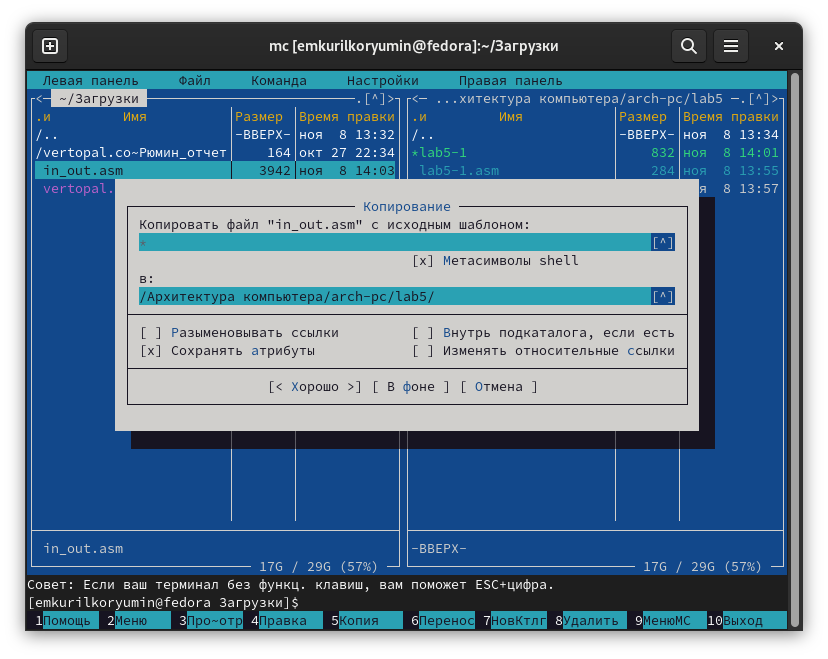 mc [emkurilkoryumin@fedora]:~/Загрузки
Левая панель Файл Команда Настройки Правая панель
<─ ~/Загрузки .[^]> <─ ...хитектура компьютера/arch-pc/lab5 ─.[^]>
.и Имя Размер Время правки .и Имя Размер Время правки
/.. -ВВЕРХ- ноя 8 13:32 /.. -ВВЕРХ- ноя 8 13:34
/vertopal.co~Рюмин_отчет 164 окт 27 22:34 *lab5-1 832 ноя 8 14:01
in_out.asm 3942 ноя 8 14:03 lab5-1.asm 284 ноя 8 13:55
vertopal. я 8 13:57
Копирование
Копировать файл "in_out.asm" с исходным шаблоном:
* [^]
[x] Метасимволы shell
в:
/Архитектура компьютера/arch-pc/lab5/ [^]
[ ] Разыменовывать ссылки [ ] Внутрь подкаталога, если есть
[x] Сохранять атрибуты [ ] Изменять относительные ссылки
[< Хорошо >] [ В фоне ] [ Отмена ]
in_out.asm -ВВЕРХ-
17G / 29G (57%) 17G / 29G (57%)
Совет: Если ваш терминал без функц. клавиш, вам поможет ESC+цифра.
[emkurilkoryumin@fedora Загрузки]$
1Помощь 2Меню 3Про~отр 4Правка 5Копия 6Перенос 7НовКтлг 8Удалить 9МенюМС 10Выход